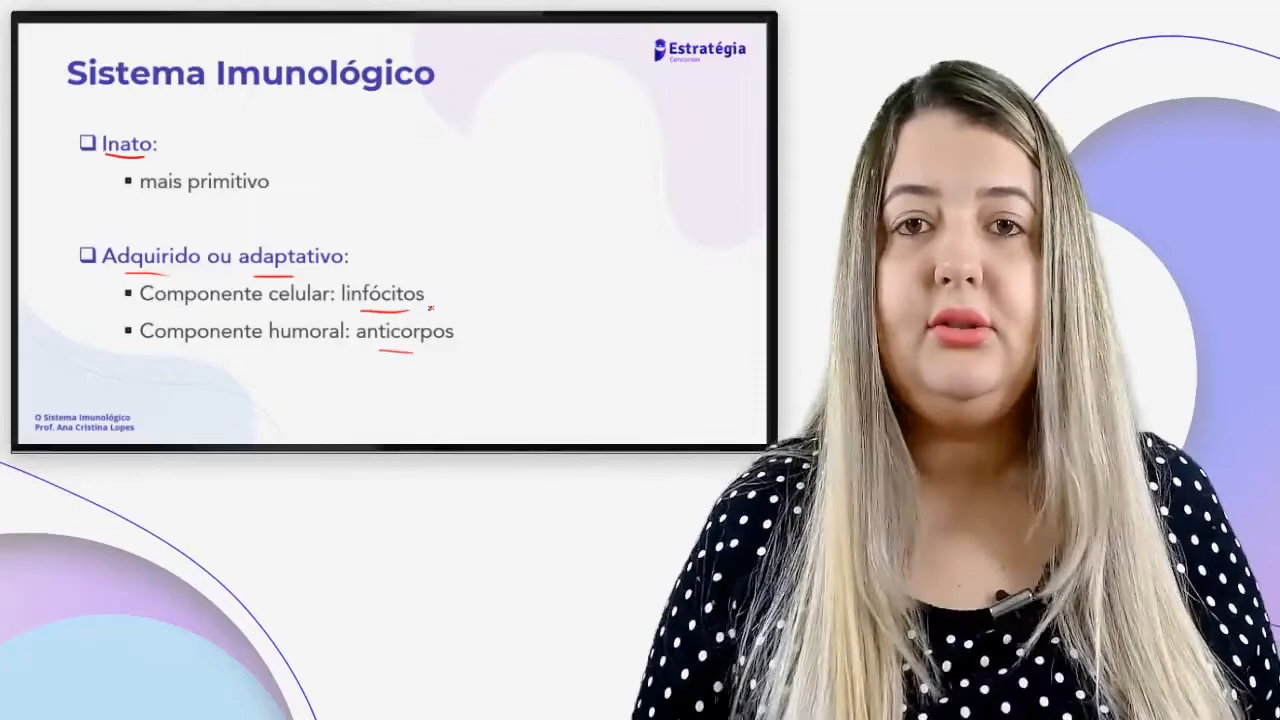 Estratégia
Concursos
Sistema Imunológico
Inato:
mais primitivo
Adquirido ou adaptativo:
Componente celular: linfócitos
Componente humoral: anticorpos
O Sistema Imunológico
Prof. Ana Cristina Lopes